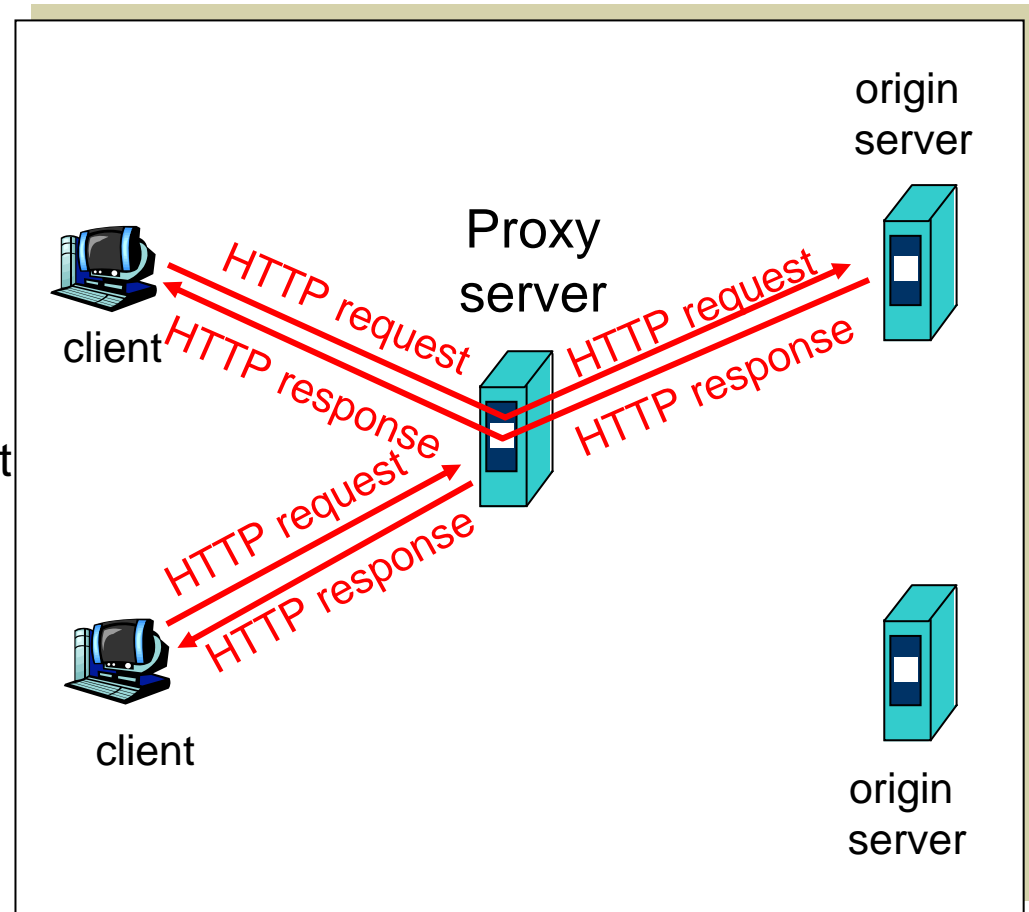 origin
server
Proxy
server
client
HTTP request
HTTP response
HTTP request
HTTP response
t
HTTP request
HTTP response
client
origin
server